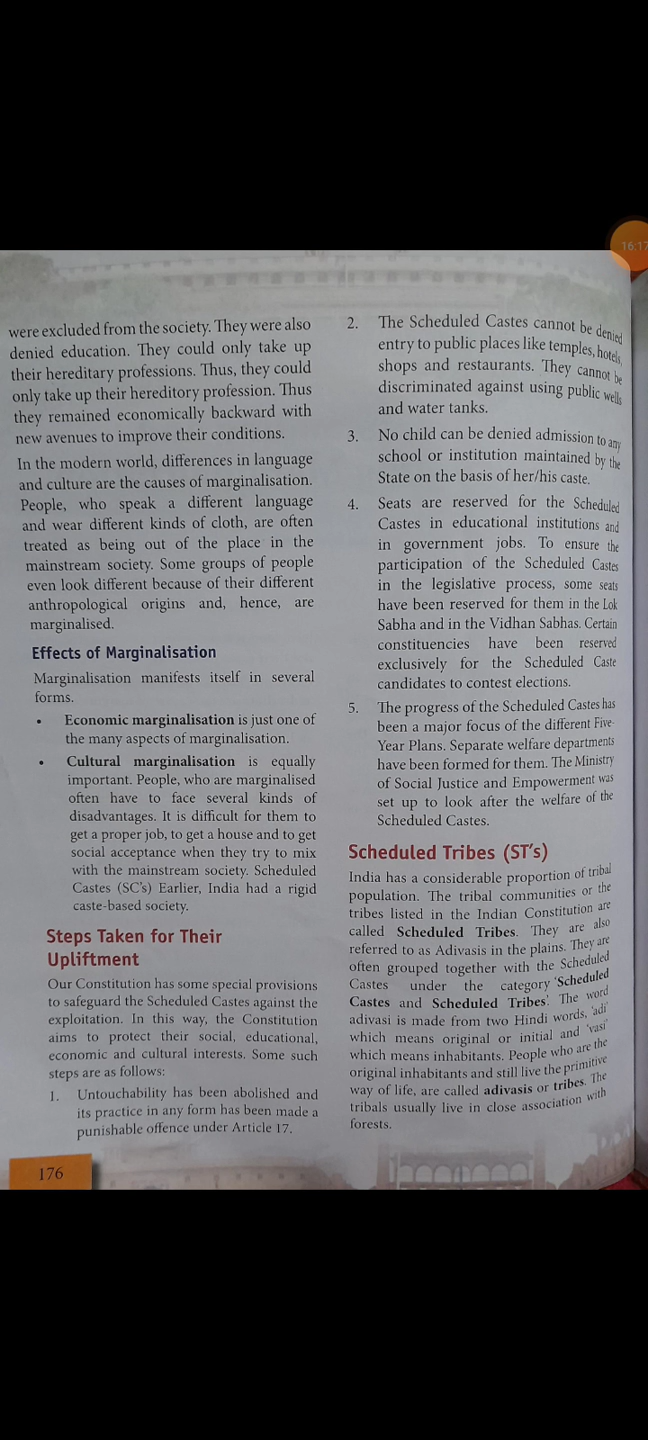 16:17
were excluded from the society. They were also
denied education. They could only take up
their hereditary professions. Thus, they could
only take up their hereditory profession. Thus
they remained economically backward with
new avenues to improve their conditions.
In the modern world, differences in language
and culture are the causes of marginalisation.
People, who speak a different language
and wear different kinds of cloth, are often
treated as being out of the place in the
mainstream society. Some groups of people
even look different because of their different
anthropological origins and, hence, are
marginalised.
Effects of Marginalisation
Marginalisation manifests itself in several
forms.
• Economic marginalisation is just one of
the many aspects of marginalisation.
• Cultural marginalisation is equally
important. People, who are marginalised
often have to face several kinds of
disadvantages. It is difficult for them to
get a proper job, to get a house and to get
social acceptance when they try to mix
with the mainstream society. Scheduled
Castes (SC's) Earlier, India had a rigid
caste-based society.
Steps Taken for Their
Upliftment
Our Constitution has some special provisions
to safeguard the Scheduled Castes against the
exploitation. In this way, the Constitution
aims to protect their social, educational,
economic and cultural interests. Some such
steps are as follows:
1. Untouchability has been abolished and
its practice in any form has been made a
punishable offence under Article 17.
176
2. The Scheduled Castes cannot be denied
entry to public places like temples, hotels,
shops and restaurants. They cannot be
discriminated against using public wells
and water tanks.
3. No child can be denied admission to any
school or institution maintained by the
State on the basis of her/his caste.
4. Seats are reserved for the Scheduled
Castes in educational institutions and
in government jobs. To ensure the
participation of the Scheduled Castes
in the legislative process, some seats
have been reserved for them in the Lok
Sabha and in the Vidhan Sabhas. Certain
constituencies have been reserved
exclusively for the Scheduled Caste
candidates to contest elections.
5. The progress of the Scheduled Castes has
been a major focus of the different Five-
Year Plans. Separate welfare departments
have been formed for them. The Ministry
of Social Justice and Empowerment was
set up to look after the welfare of the
Scheduled Castes.
Scheduled Tribes (ST's)
India has a considerable proportion of tribal
population. The tribal communities or the
tribes listed in the Indian Constitution are
called Scheduled Tribes. They are also
referred to as Adivasis in the plains. They are
often grouped together with the Scheduled
Castes under the category 'Scheduled
Castes and Scheduled Tribes'. The word
adivasi is made from two Hindi words, 'adi'
which means original or initial and 'vasi'
which means inhabitants. People who are the
original inhabitants and still live the primitive
way of life, are called adivasis or tribes. The
tribals usually live in close association with
forests.